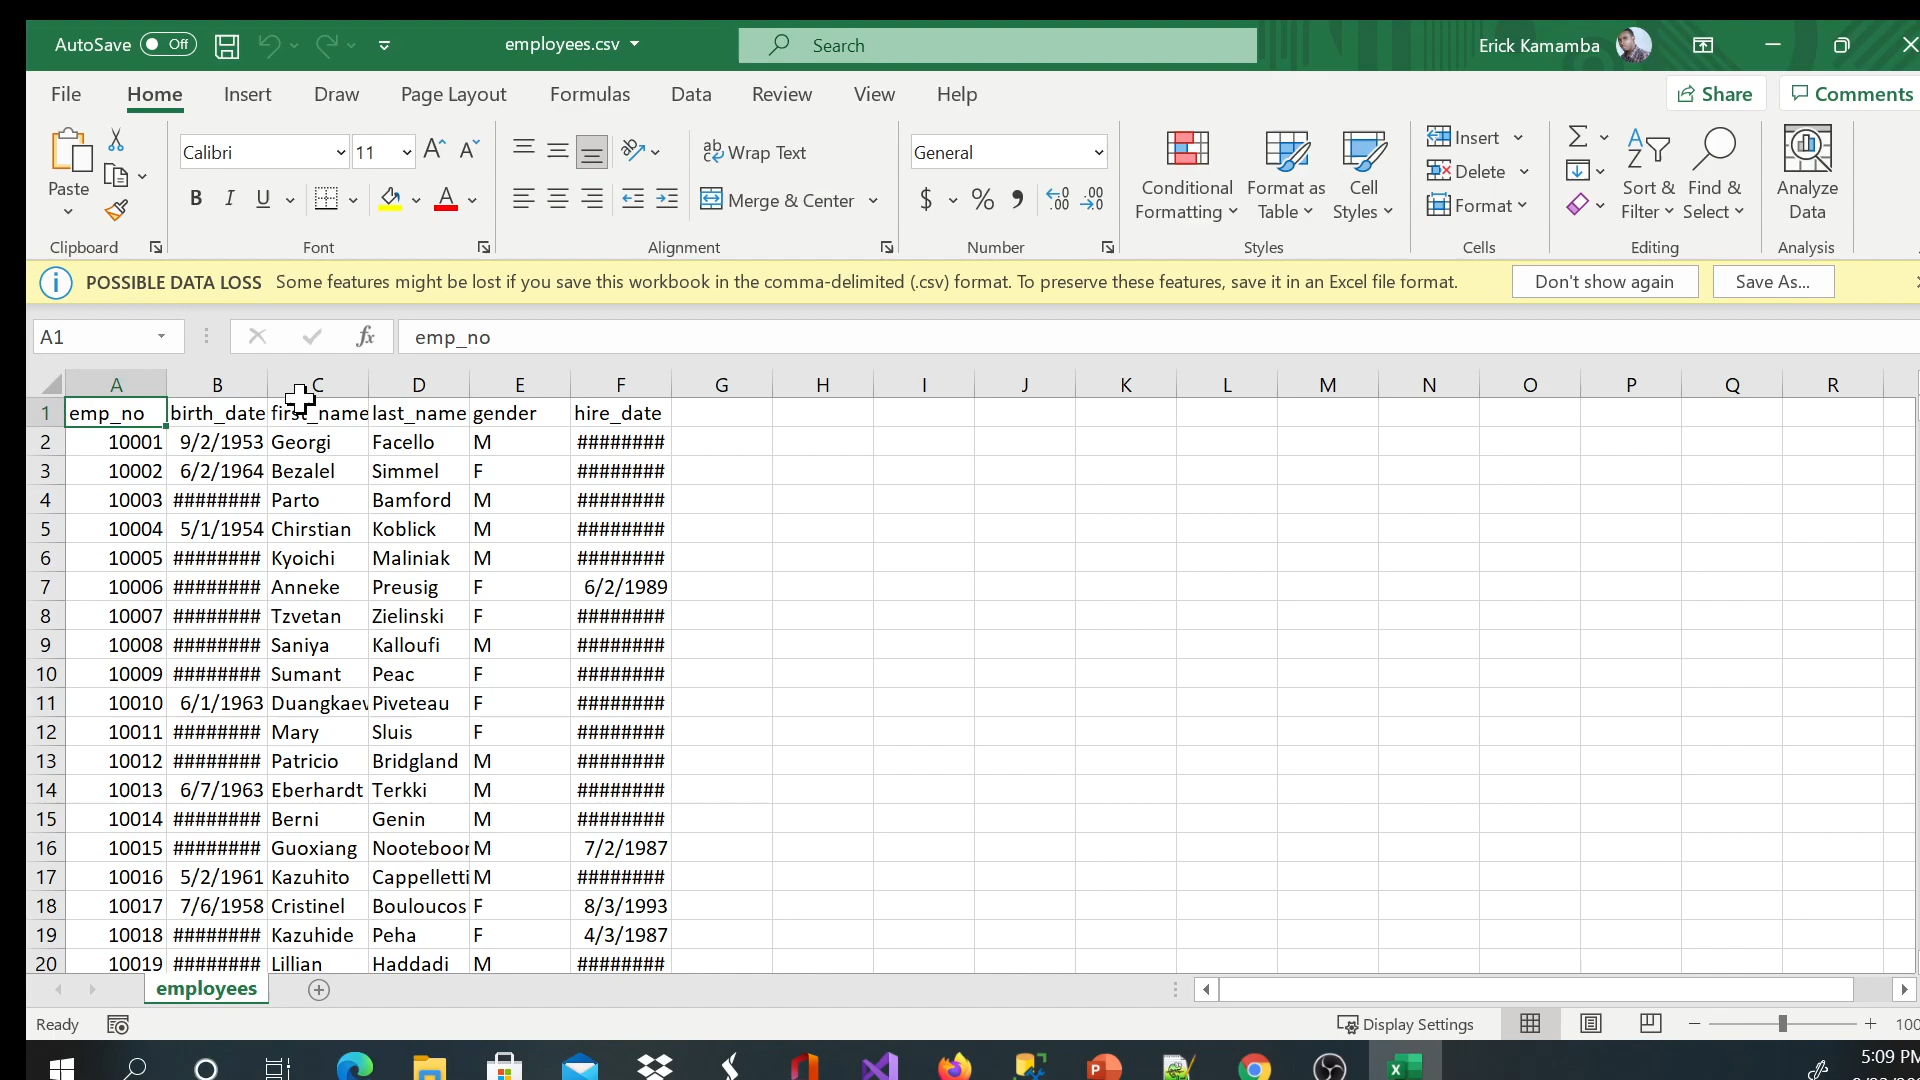 AutoSave Off employees.csv Search Erick Kamamba
File Home Insert Draw Page Layout Formulas Data Review View Help Share Comments
Paste Calibri 11 Wrap Text General Conditional Formatting Format as Table Cell Styles Insert Delete Format Sort & Filter Find & Select Analyze Data
B I U Merge & Center $ %
Clipboard Font Alignment Number Styles Cells Editing Analysis
POSSIBLE DATA LOSS Some features might be lost if you save this workbook in the comma-delimited (.csv) format. To preserve these features, save it in an Excel file format. Don't show again Save As...
A1 fx emp_no
A B C D E F G H I J K L M N O P Q R
1 emp_no birth_date first_name last_name gender hire_date
2 10001 9/2/1953 Georgi Facello M ########
3 10002 6/2/1964 Bezalel Simmel F ########
4 10003 ######## Parto Bamford M ########
5 10004 5/1/1954 Chirstian Koblick M ########
6 10005 ######## Kyoichi Maliniak M ########
7 10006 ######## Anneke Preusig F 6/2/1989
8 10007 ######## Tzvetan Zielinski F ########
9 10008 ######## Saniya Kalloufi M ########
10 10009 ######## Sumant Peac F ########
11 10010 6/1/1963 Duangkaew Piveteau F ########
12 10011 ######## Mary Sluis F ########
13 10012 ######## Patricio Bridgland M ########
14 10013 6/7/1963 Eberhardt Terkki M ########
15 10014 ######## Berni Genin M ########
16 10015 ######## Guoxiang Nooteboor M 7/2/1987
17 10016 5/2/1961 Kazuhito Cappelletti M ########
18 10017 7/6/1958 Cristinel Bouloucos F 8/3/1993
19 10018 ######## Kazuhide Peha F 4/3/1987
20 10019 ######## Lillian Haddadi M ########
employees
Ready Display Settings 100
5:09 PM